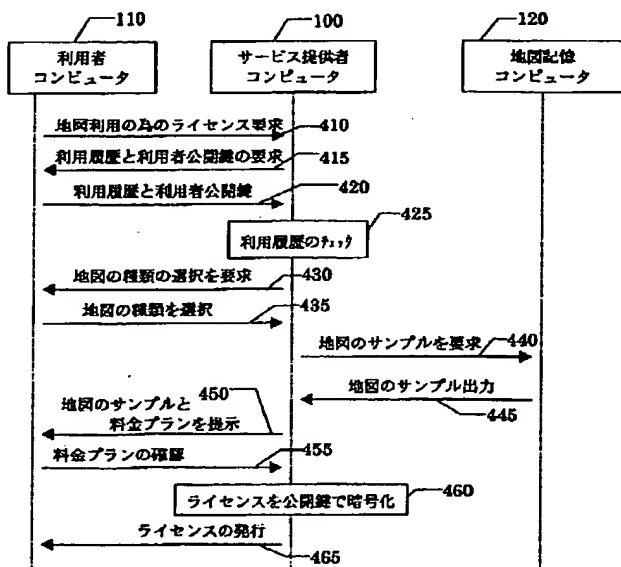 110
100
120
利用者
コンピュータ
サービス提供者
コンピュータ
地図記憶
コンピュータ
地図利用の為のライセンス要求
410
利用履歴と利用者公開鍵の要求
415
利用履歴と利用者公開鍵
420
425
利用履歴のチェック
地図の種類の選択を要求
430
地図の種類を選択
435
地図のサンプルを要求
440
地図のサンプル出力
445
450
地図のサンプルと
料金プランを提示
料金プランの確認
455
ライセンスを公開鍵で暗号化
460
ライセンスの発行
465